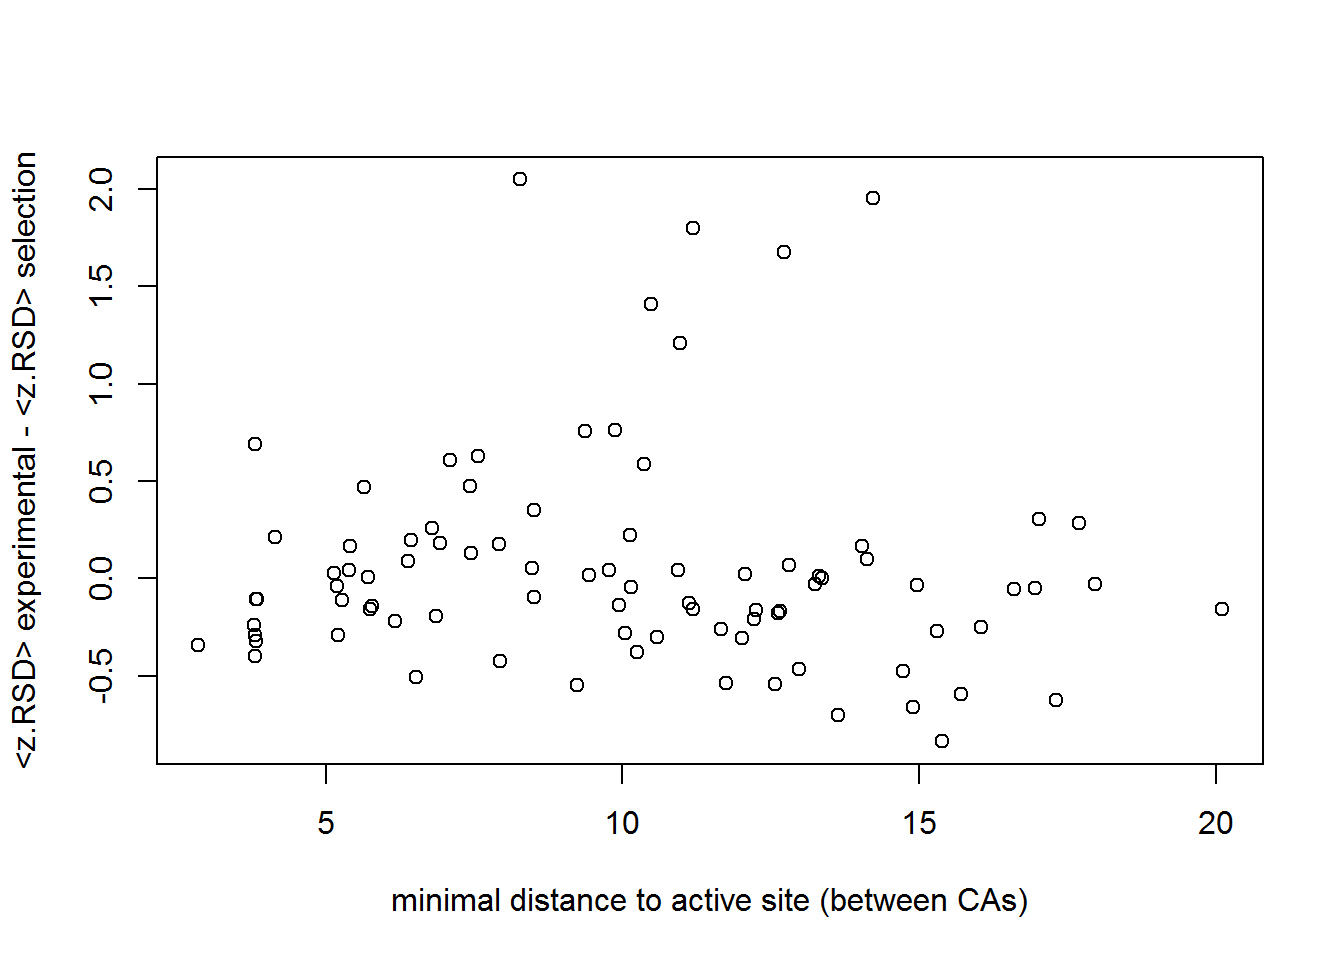 <z.RSD> experimental - <z.RSD> selection
2.0
1.5
1.0
0.5
0.0
-0.5
5 10 15 20
minimal distance to active site (between CAs)